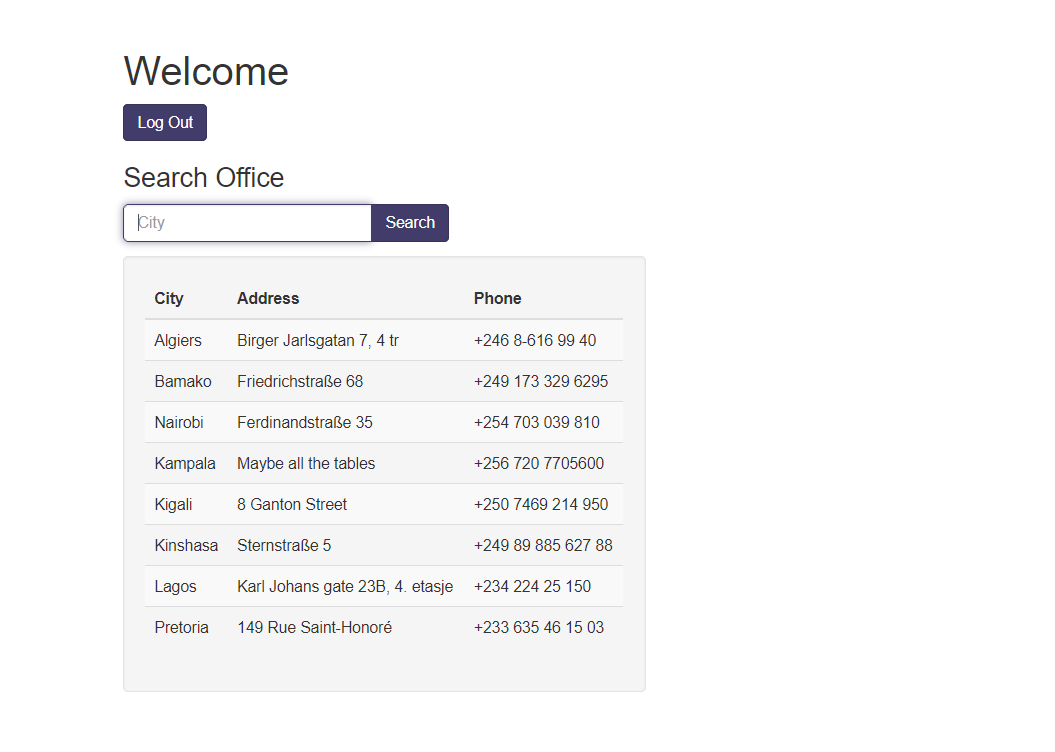 Welcome
Log Out
Search Office
City Search
City Address Phone
Algiers Birger Jarlsgatan 7, 4 tr +246 8-616 99 40
Bamako Friedrichstraße 68 +249 173 329 6295
Nairobi Ferdinandstraße 35 +254 703 039 810
Kampala Maybe all the tables +256 720 7705600
Kigali 8 Ganton Street +250 7469 214 950
Kinshasa Sternstraße 5 +249 89 885 627 88
Lagos Karl Johans gate 23B, 4. etasje +234 224 25 150
Pretoria 149 Rue Saint-Honoré +233 635 46 15 03